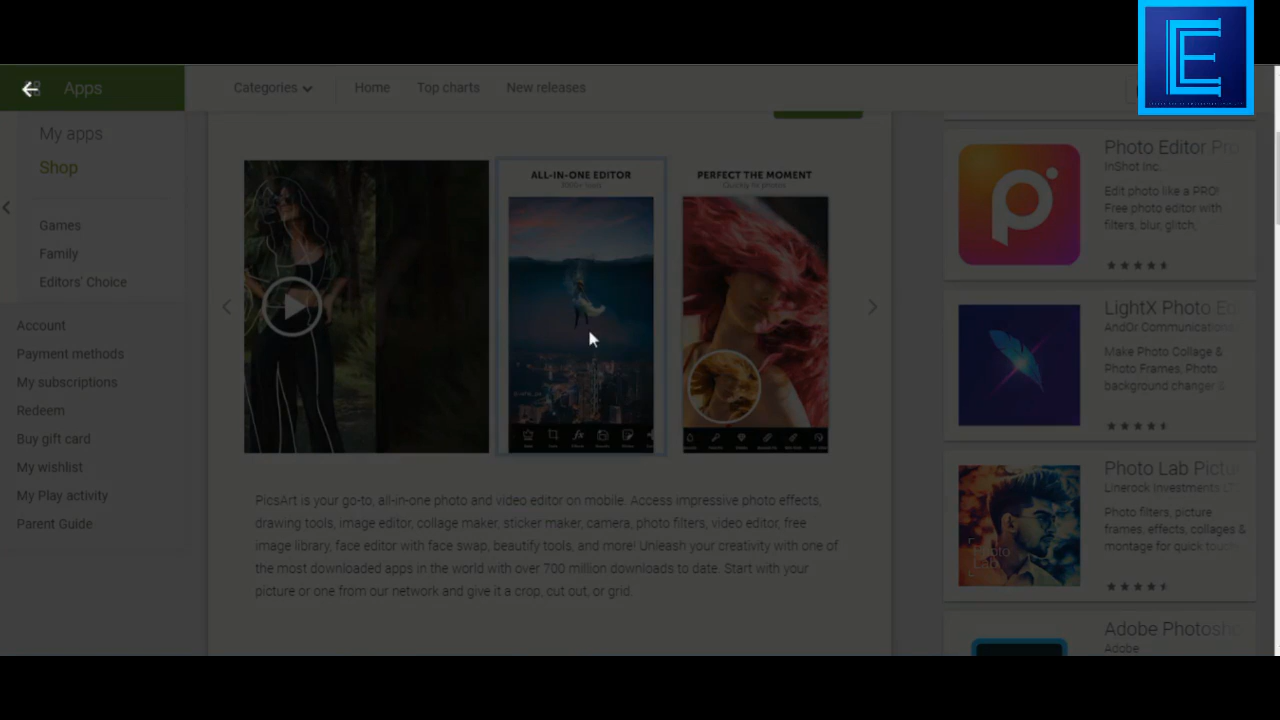 Apps
Categories
Home
Top charts
New releases
My apps
Shop
Games
Family
Editors' Choice
Account
Payment methods
My subscriptions
Redeem
Buy gift card
My wishlist
My Play activity
Parent Guide
ALL-IN-ONE EDITOR
3000+ tools
PERFECT THE MOMENT
PicsArt is your go-to, all-in-one photo and video editor on mobile. Access impressive photo effects,
drawing tools, image editor, collage maker, sticker maker, camera, photo filters, video editor, free
image library, face editor with face swap, beautify tools, and more! Unleash your creativity with one of
the most downloaded apps in the world with over 700 million downloads to date. Start with your
picture or one from our network and give it a crop, cut out, or grid.
E
Photo Editor Pro
InShot Inc.
Edit photo like a PRO!
Free photo editor with
filters, blur, glitch,
LightX Photo Ed
AndOr Communication
Make Photo Collage &
Photo Frames, Photo
background changer &
Photo Lab Pictu
Linerock Investments LT
Photo filters, picture
frames, effects, collages &
montage for quick touch
Photo
Lab
Adobe Photosho
Adobe